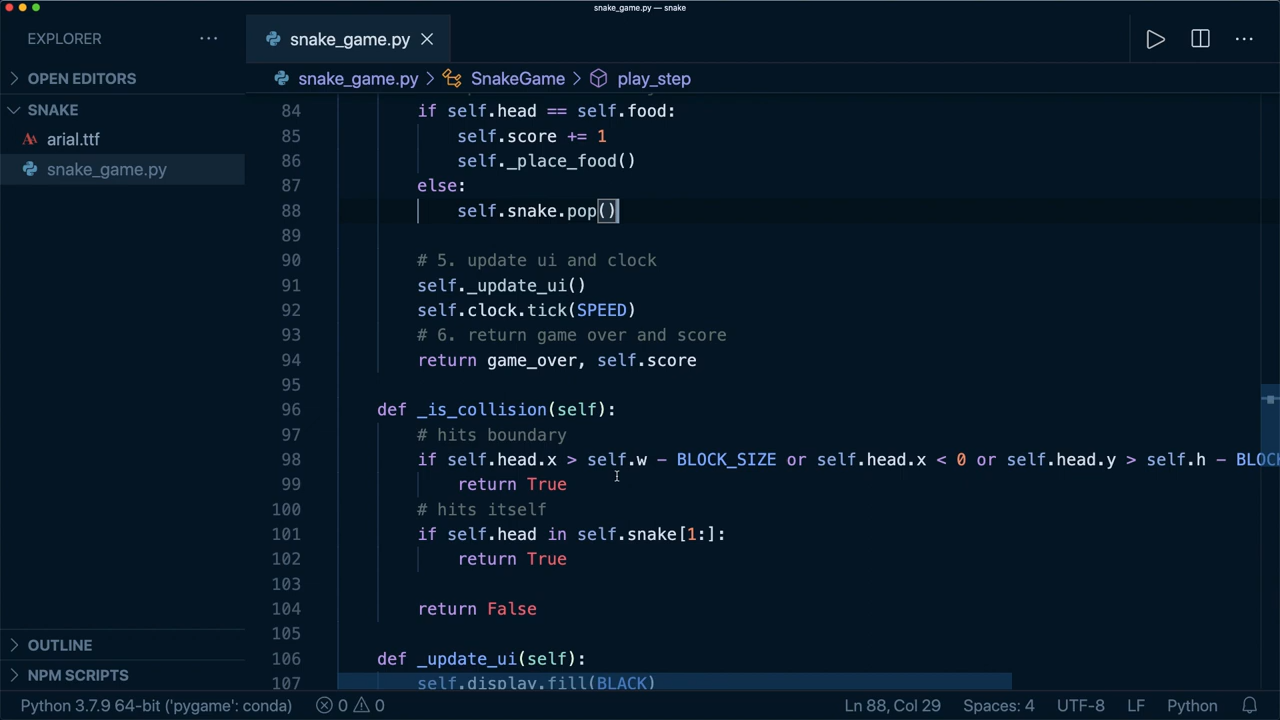 snake_game.py — snake
EXPLORER
snake_game.py
OPEN EDITORS
snake_game.py > SnakeGame > play_step
SNAKE
arial.ttf
snake_game.py
84 if self.head == self.food:
85 self.score += 1
86 self._place_food()
87 else:
88 self.snake.pop()
89
90 # 5. update ui and clock
91 self._update_ui()
92 self.clock.tick(SPEED)
93 # 6. return game over and score
94 return game_over, self.score
95
96 def _is_collision(self):
97 # hits boundary
98 if self.head.x > self.w - BLOCK_SIZE or self.head.x < 0 or self.head.y > self.h -
99 return True
100 # hits itself
101 if self.head in self.snake[1:]:
102 return True
103
104 return False
105
106 def _update_ui(self):
107 self.display.fill(BLACK)
OUTLINE
NPM SCRIPTS
Python 3.7.9 64-bit ('pygame': conda) 0 0 Ln 88, Col 29 Spaces: 4 UTF-8 LF Python